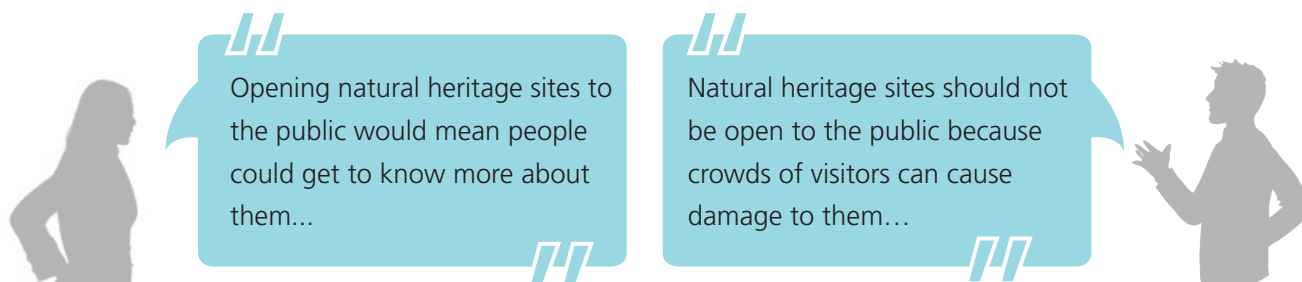 Opening natural heritage sites to
the public would mean people
could get to know more about
them...
Natural heritage sites should not
be open to the public because
crowds of visitors can cause
damage to them…